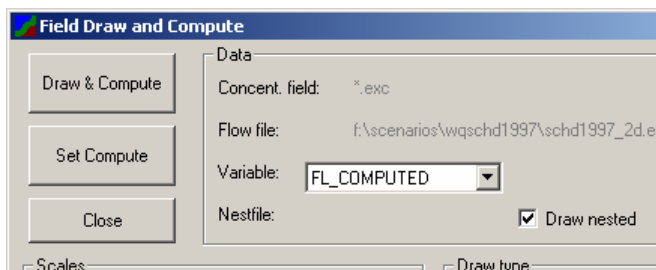 Field Draw and Compute
Draw & Compute
Set Compute
Close
Data
Concent. field: *.exc
Flow file: f:\scenarios\wqschd1997\schd1997_2d.e
Variable: FL_COMPUTED
Nestfile: Draw nested
Scales
Draw type